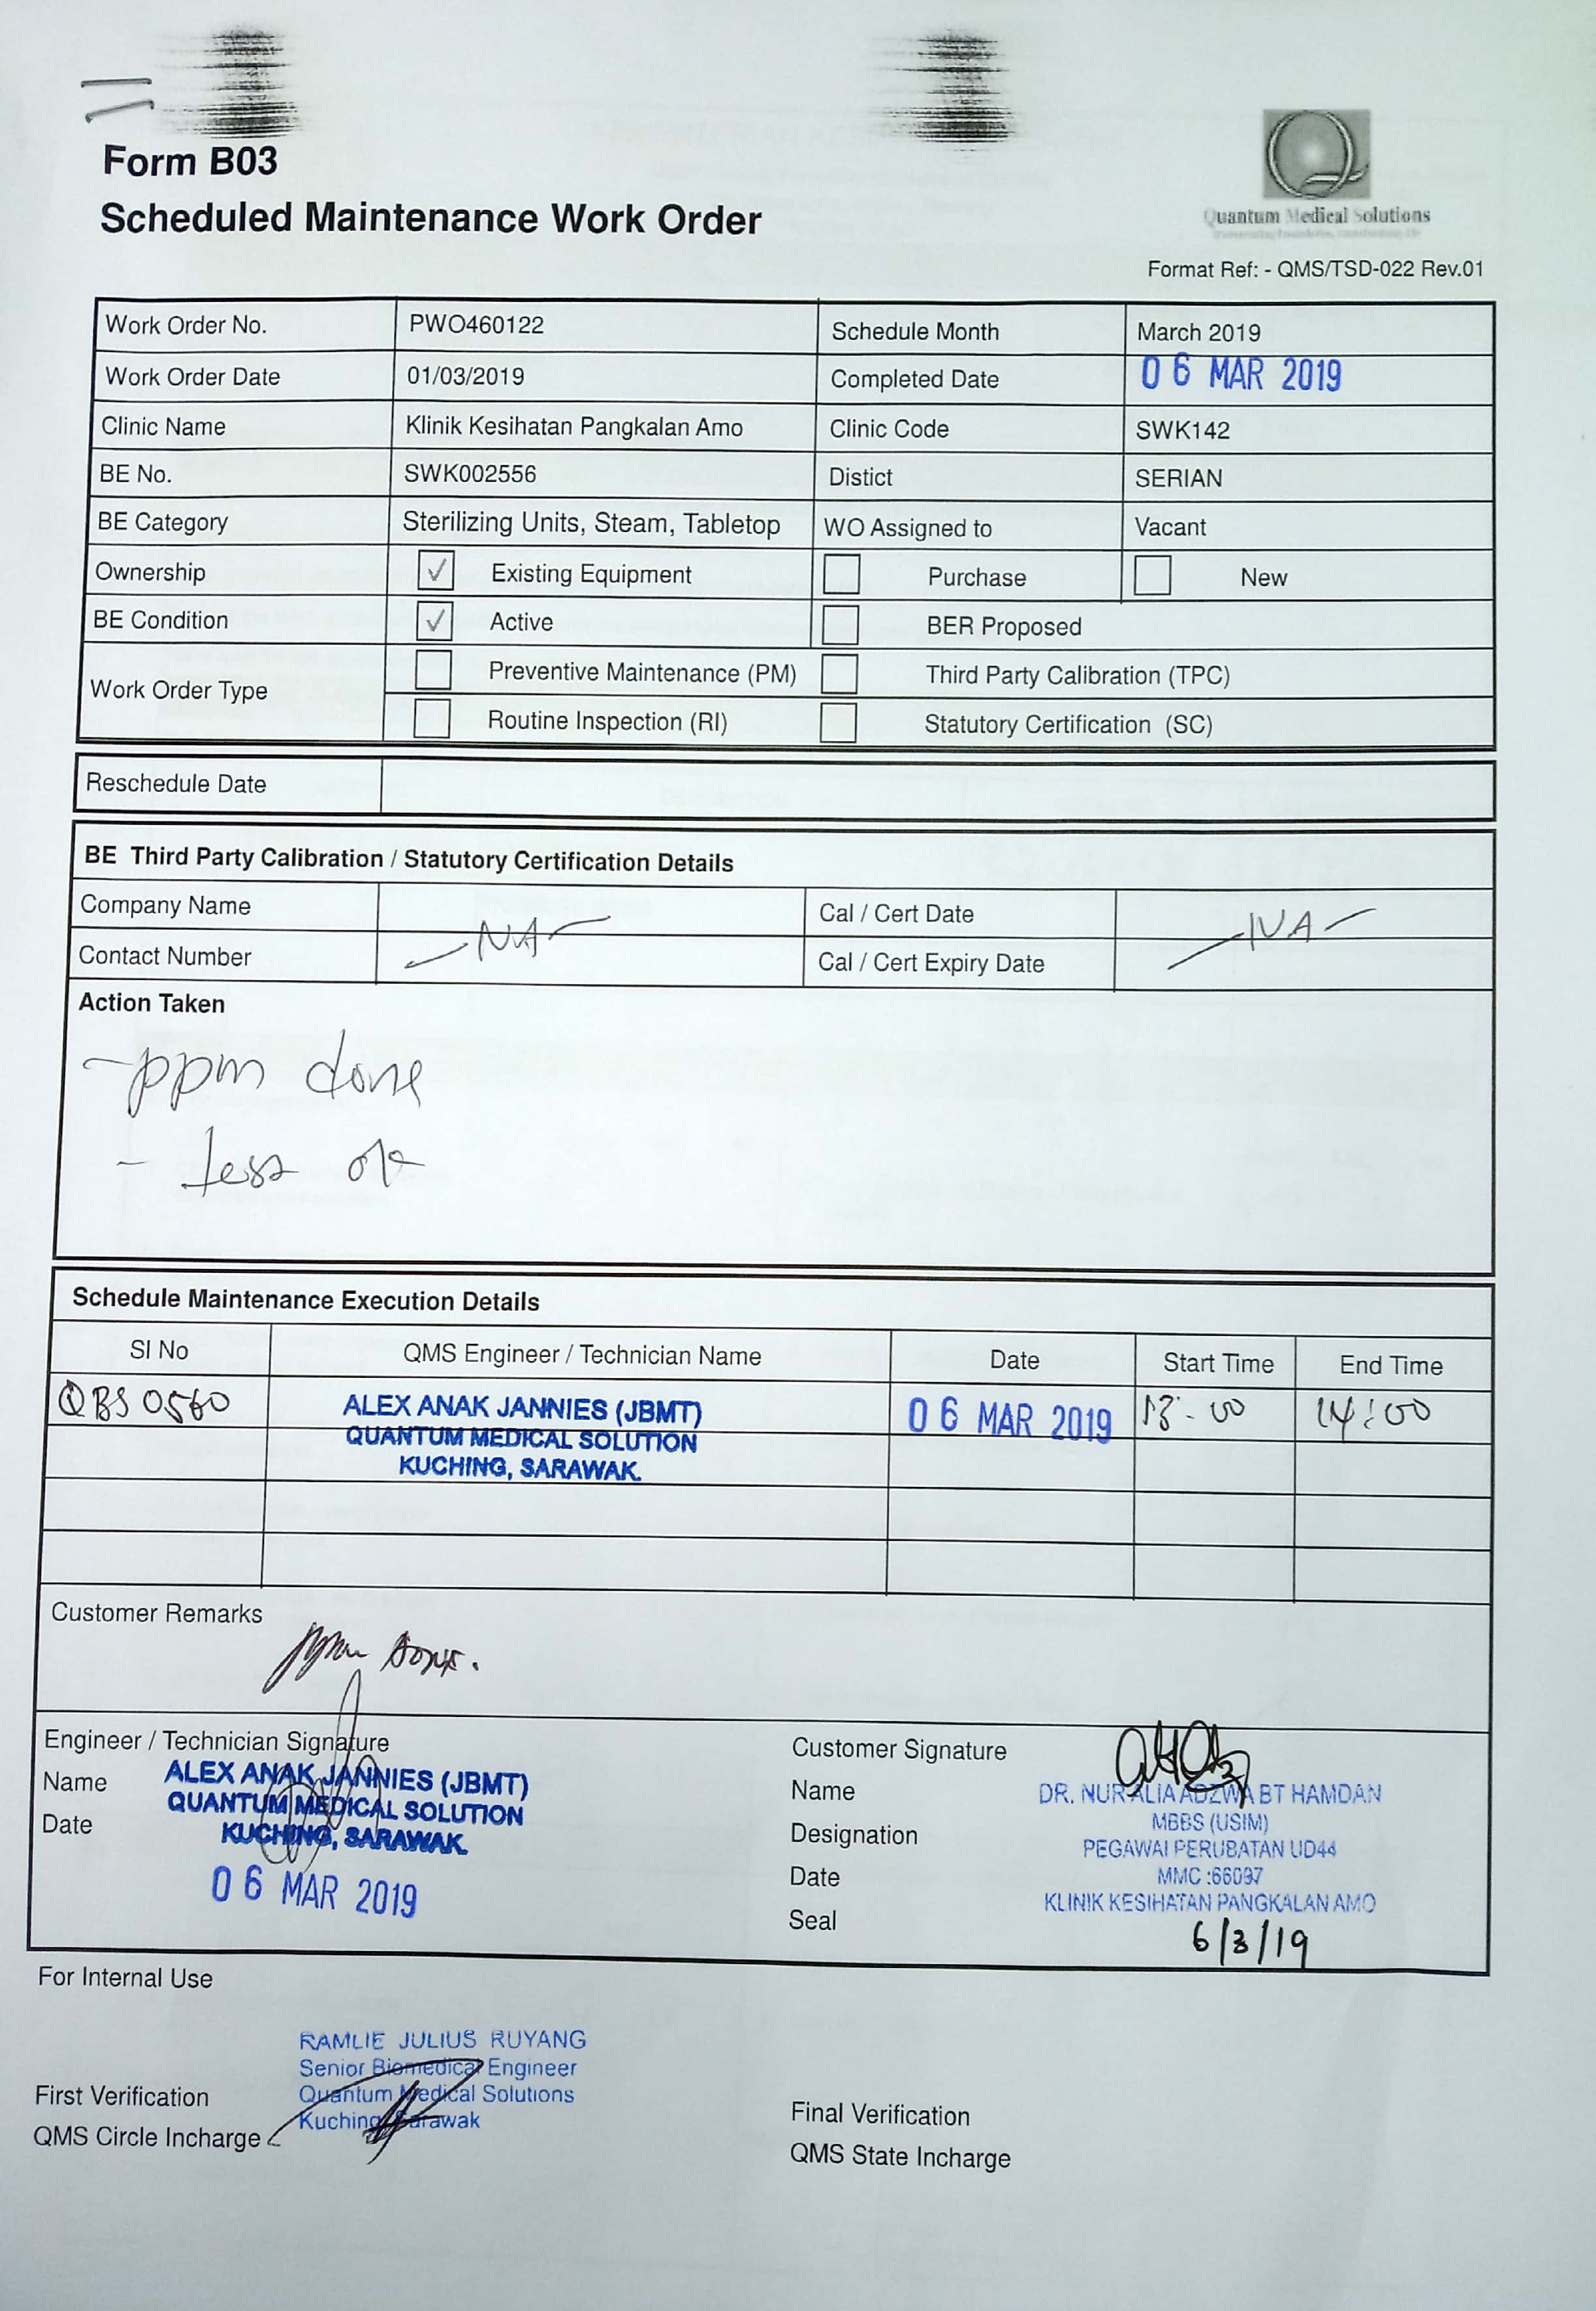 Form B03
Scheduled Maintenance Work Order
Quantum Medical Solutions
Format Ref: - QMS/TSD-022 Rev.01
Work Order No. PWO460122 Schedule Month March 2019
Work Order Date 01/03/2019 Completed Date 06 MAR 2019
Clinic Name Klinik Kesihatan Pangkalan Amo Clinic Code SWK142
BE No. SWK002556 Distict SERIAN
BE Category Sterilizing Units, Steam, Tabletop WO Assigned to Vacant
Ownership ✓ Existing Equipment Purchase New
BE Condition ✓ Active BER Proposed
Work Order Type
Preventive Maintenance (PM) Third Party Calibration (TPC)
Routine Inspection (RI) Statutory Certification (SC)
Reschedule Date
BE Third Party Calibration / Statutory Certification Details
Company Name Cal / Cert Date
NA NA
Contact Number Cal / Cert Expiry Date
Action Taken
- ppm done
- ok
Schedule Maintenance Execution Details
SI No QMS Engineer / Technician Name Date Start Time End Time
QBS0560 ALEX ANAK JANNIES (JBMT) 06 MAR 2019 13:00 14:00
QUANTUM MEDICAL SOLUTION
KUCHING, SARAWAK.
Customer Remarks
ppm done.
Engineer / Technician Signature
Name ALEX ANAK JANNIES (JBMT)
QUANTUM MEDICAL SOLUTION
Date KUCHING, SARAWAK.
06 MAR 2019
Customer Signature
Name DR. NUR ALIA ADZWA BT HAMDAN
MBBS (USIM)
Designation PEGAWAI PERUBATAN UD44
Date MMC :66097
Seal KLINIK KESIHATAN PANGKALAN AMO
6/3/19
For Internal Use
RAMLIE JULIUS RUYANG
Senior Biomedical Engineer
First Verification Quantum Medical Solutions
QMS Circle Incharge Kuching, Sarawak
Final Verification
QMS State Incharge